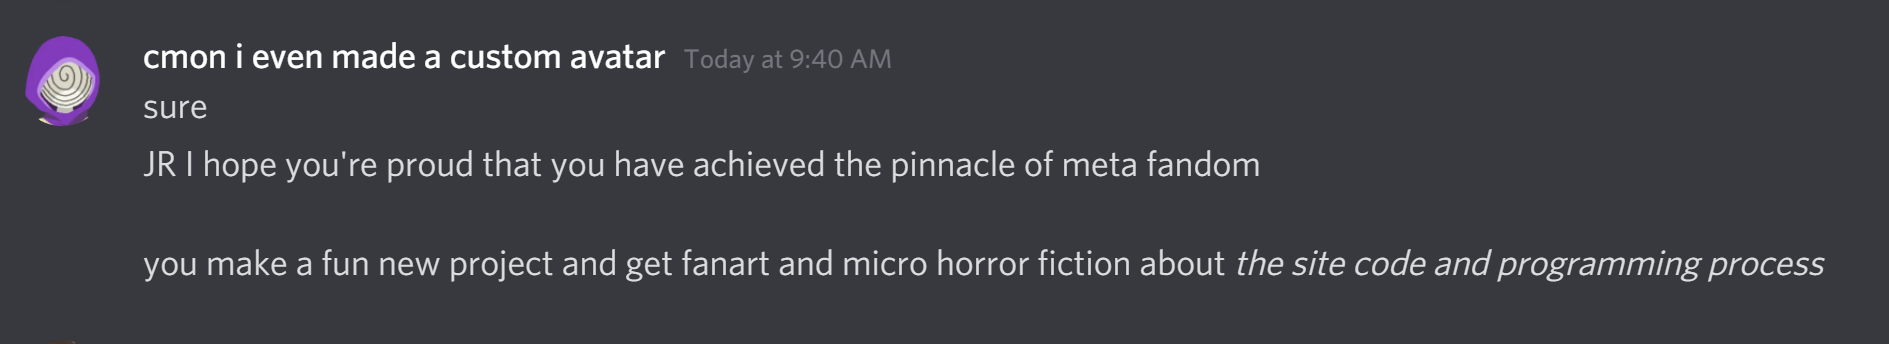 cmon i even made a custom avatar Today at 9:40 AM
sure
JR I hope you're proud that you have achieved the pinnacle of meta fandom
you make a fun new project and get fanart and micro horror fiction about the site code and programming process